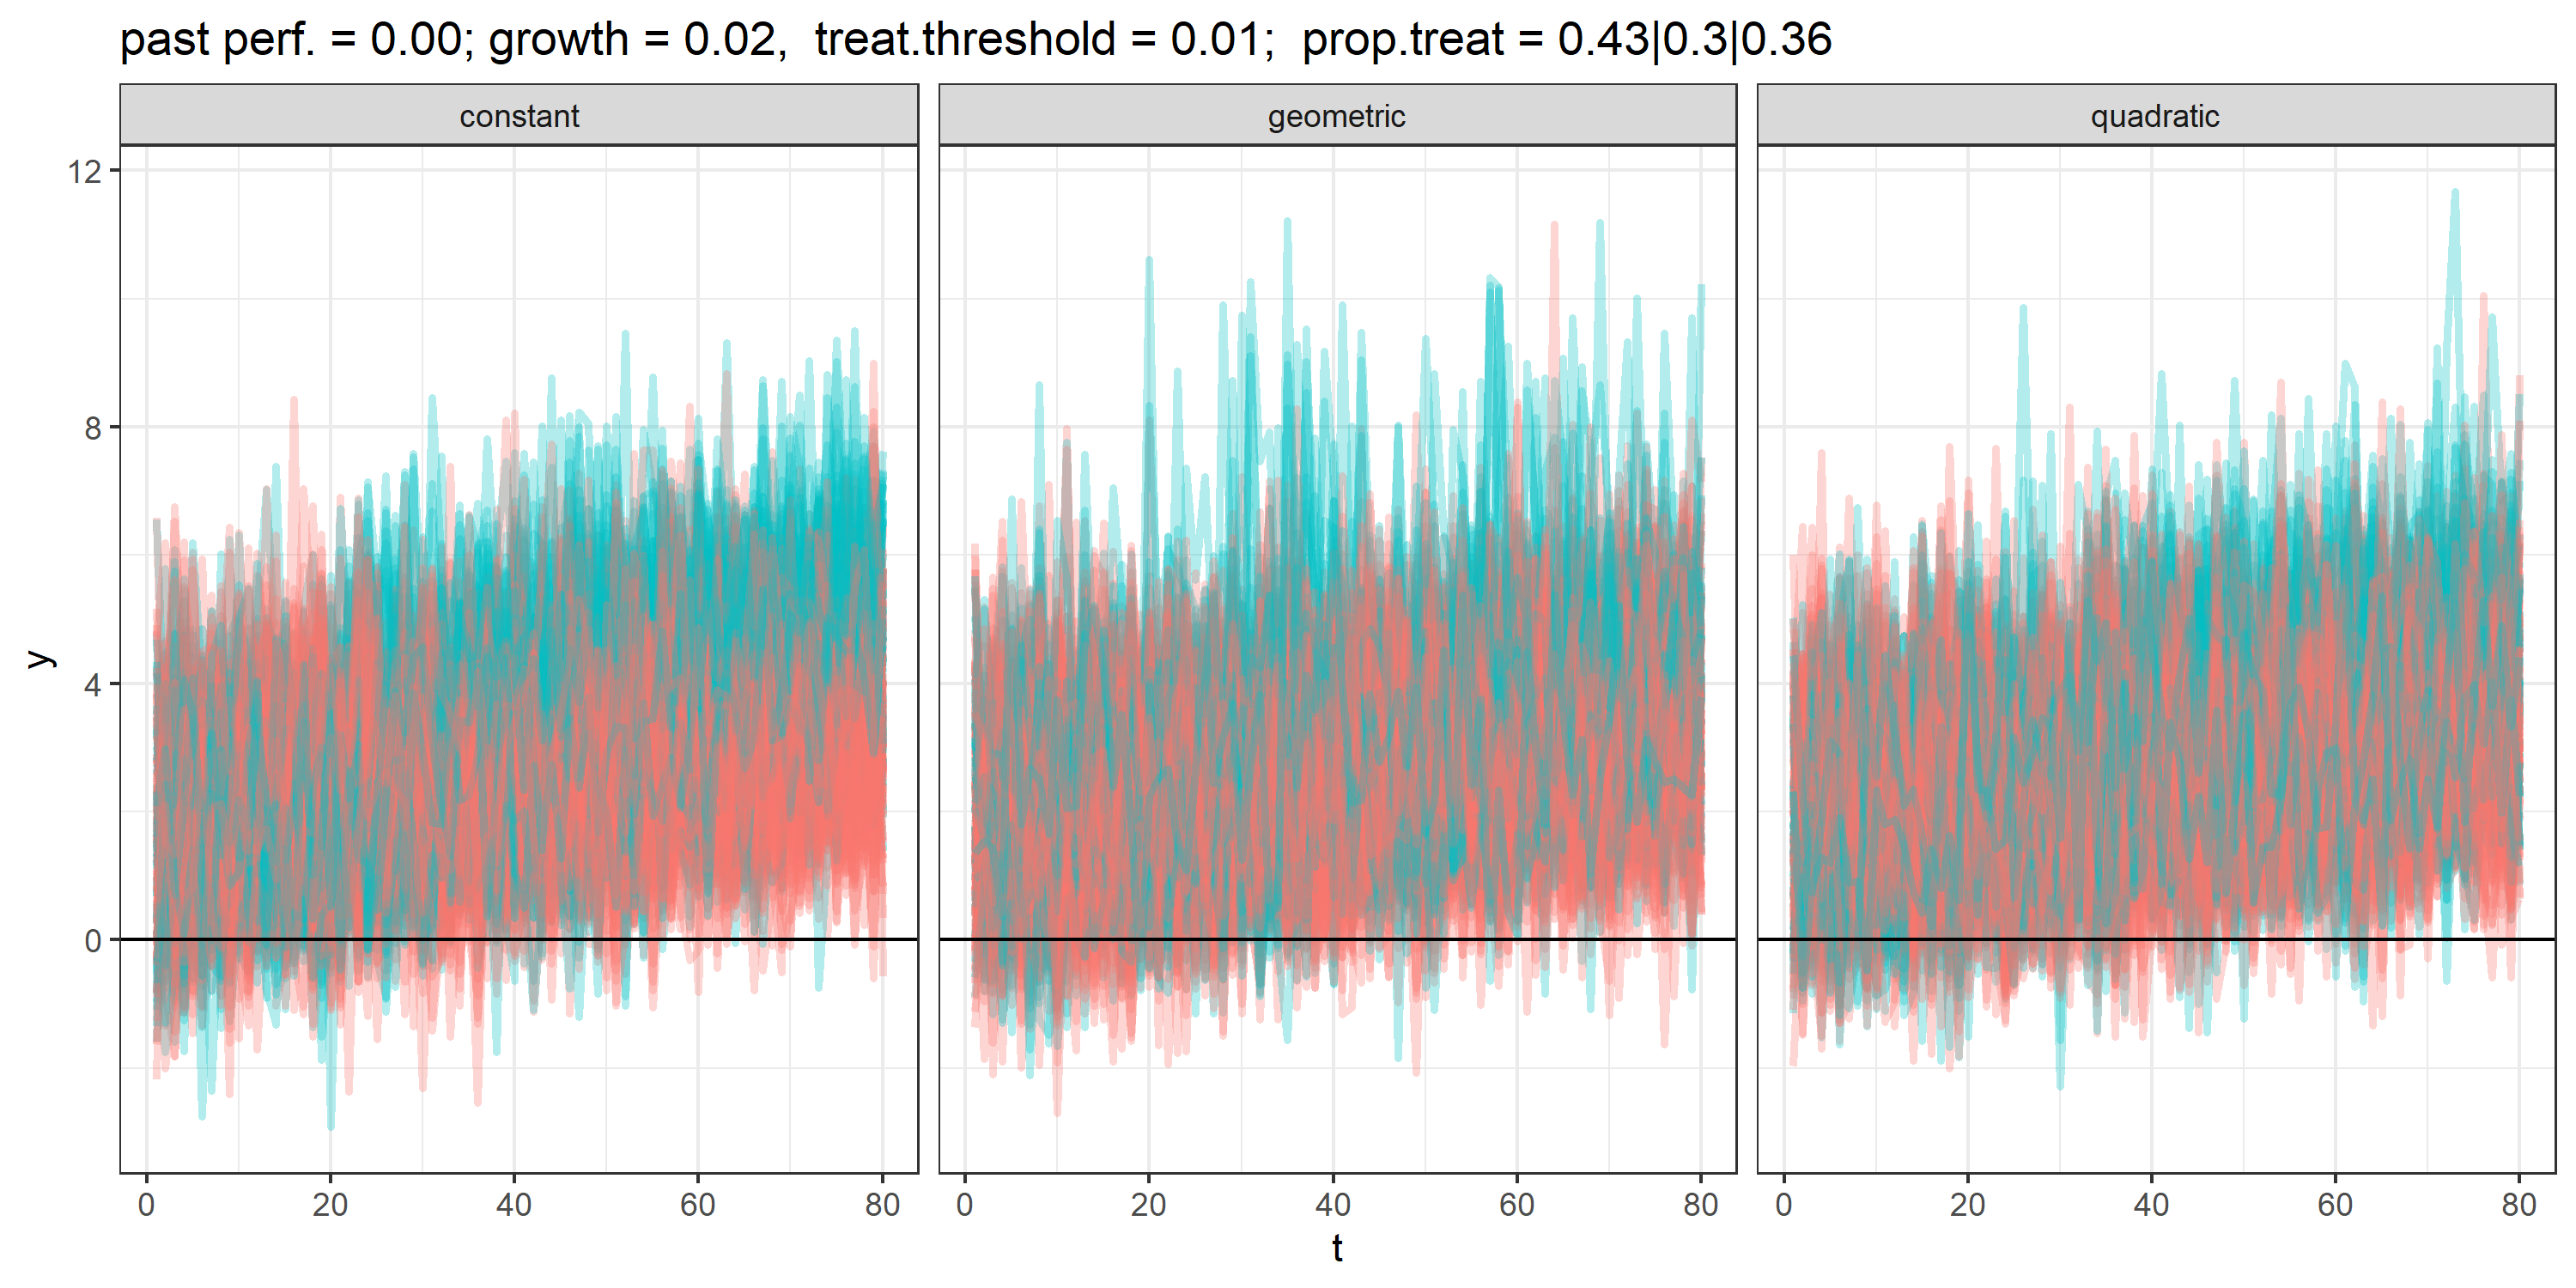 past perf. = 0.00; growth = 0.02,  treat.threshold = 0.01;  prop.treat = 0.43|0.3|0.36
constant geometric quadratic
12
8
4
0
y
0 20 40 60 80 0 20 40 60 80 0 20 40 60 80
t